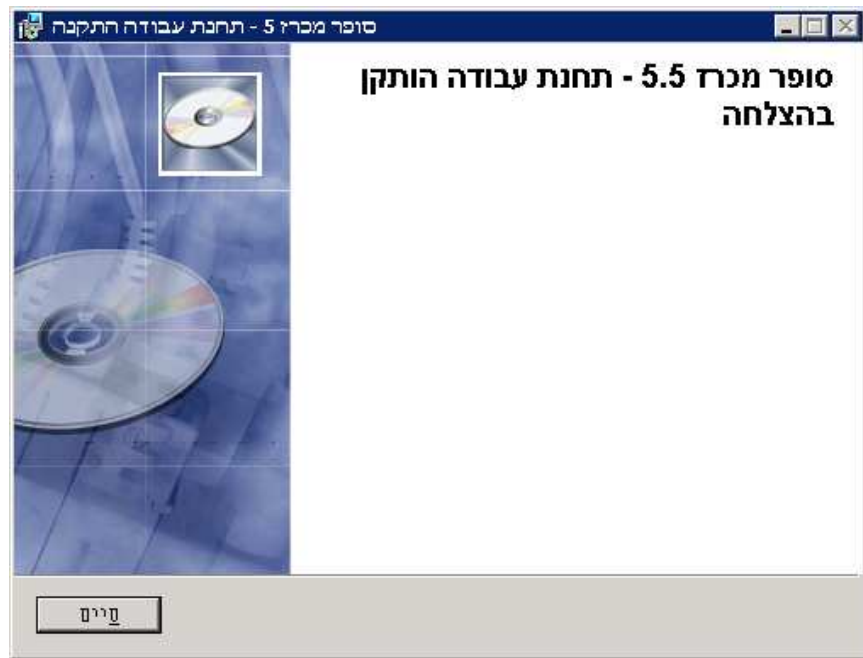 סופר מכרז 5 - תחנת עבודה התקנה
סופר מכרז 5.5 - תחנת עבודה הותקן
בהצלחה
סיים